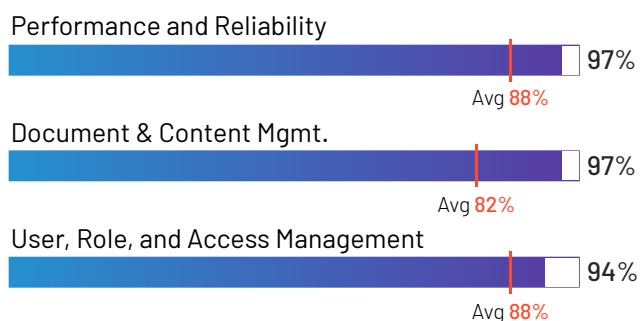 Performance and Reliability
97%
Avg 88%
Document & Content Mgmt.
97%
Avg 82%
User, Role, and Access Management
94%
Avg 88%